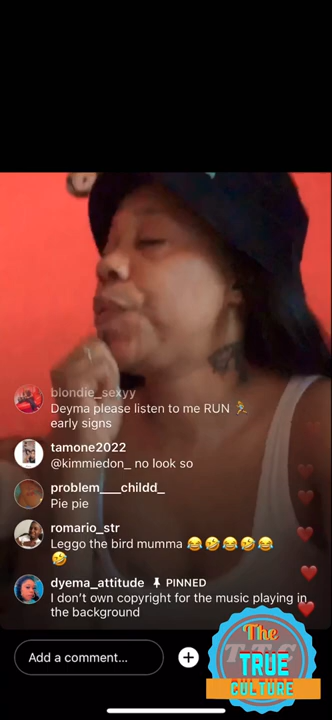 blondie_sexyy
Deyma please listen to me RUN 🏃
early signs
tamone2022
@kimmiedon_ no look so
problem___childd_
Pie pie
romario_str
Leggo the bird mumma 😂🤣😂🤣😂
🤣
dyema_attitude 📌 PINNED
I don't own copyright for the music playing in
the background
Add a comment...
The
TRUE
CULTURE